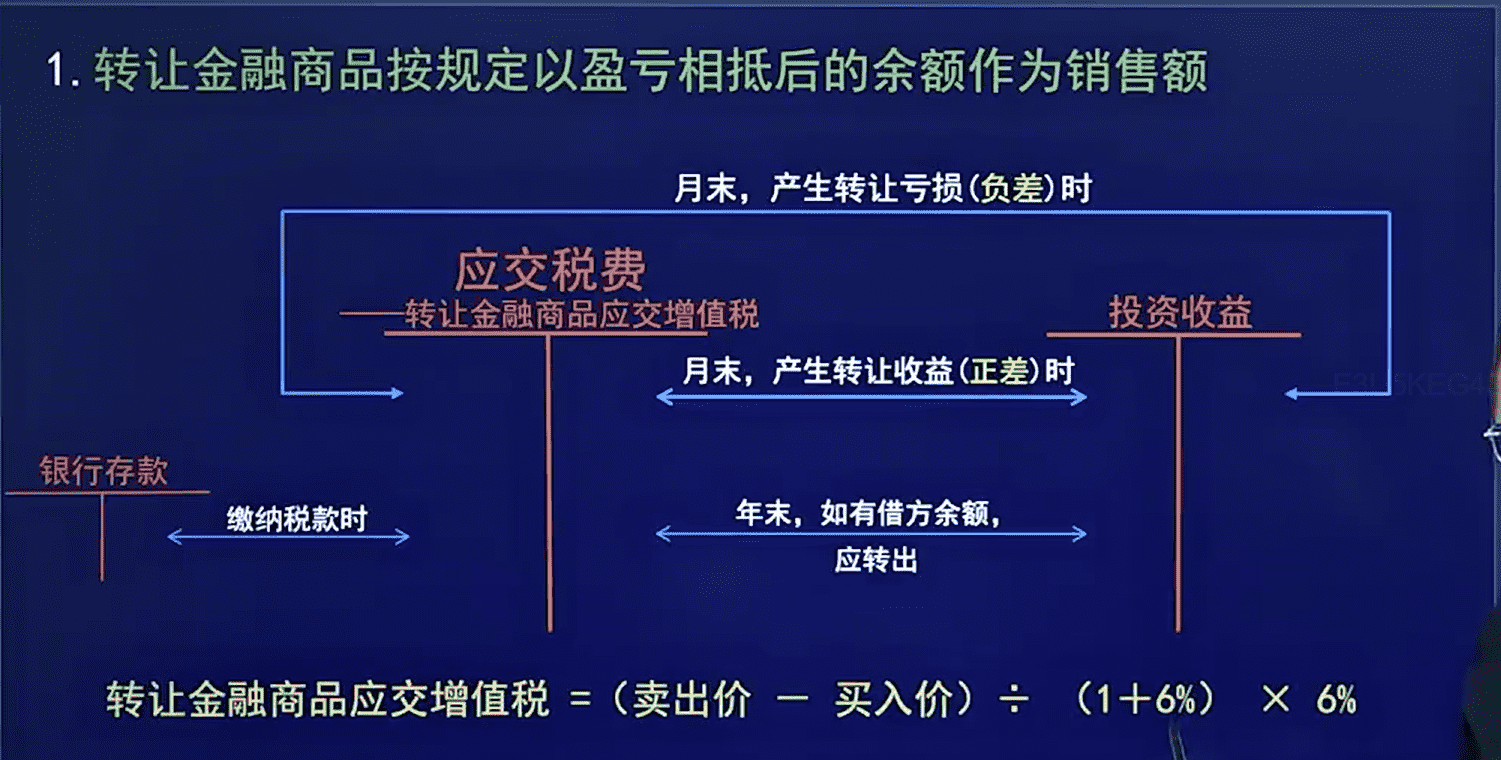 1.转让金融商品按规定以盈亏相抵后的余额作为销售额
月末，产生转让亏损(负差)时
应交税费
——转让金融商品应交增值税
投资收益
月末，产生转让收益(正差)时
银行存款
缴纳税款时
年末，如有借方余额，
应转出
转让金融商品应交增值税 =（卖出价 － 买入价）÷ （1＋6%） × 6%